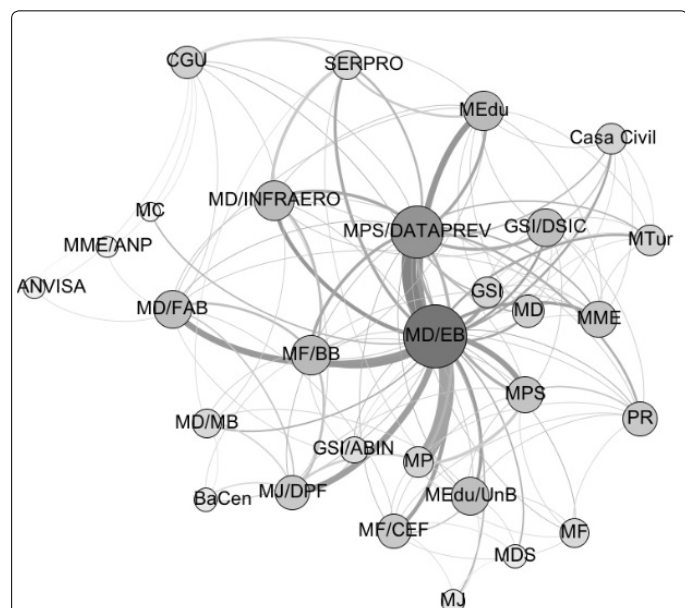 CGU
SERPRO
MEdu
Casa Civil
MD/INFRAERO
MC
MPS/DATAPREV
GSI/DSIC
MTur
MME/ANP
ANVISA
MD/FAB
GSI
MD
MME
MD/EB
MF/BB
MPS
MD/MB
PR
GSI/ABIN
MP
BaCen
MJ/DPF
MEdu/UnB
MF/CEF
MF
MDS
MJ